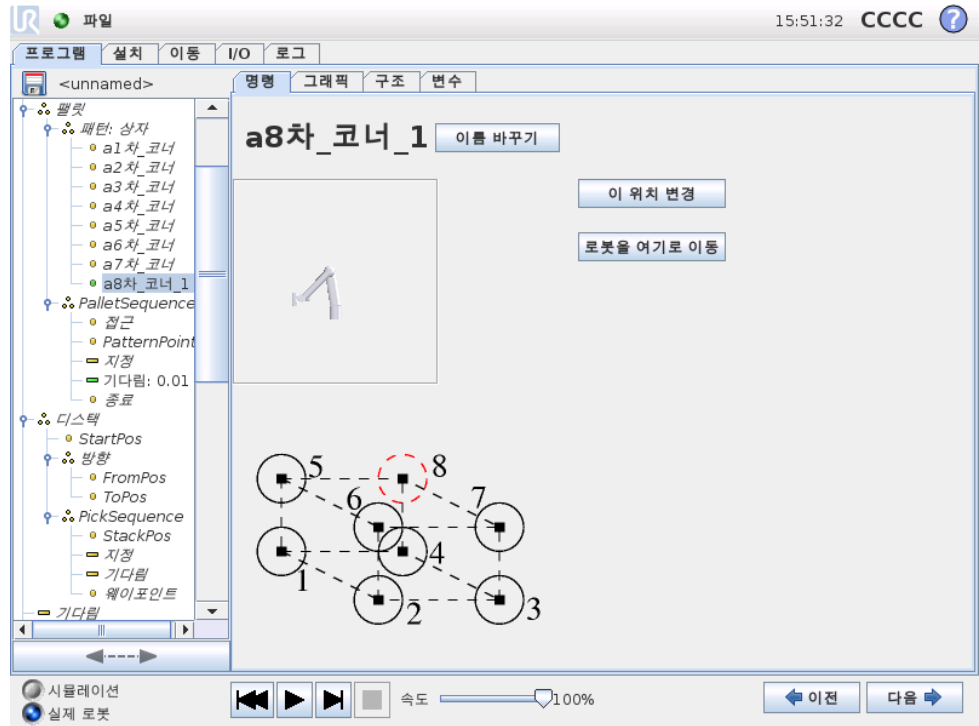 UR 파일 15:51:32 CCCC ?
프로그램 설치 이동 I/O 로그
<unnamed>
명령 그래픽 구조 변수
팰릿
패턴: 상자
a1차_코너
a2차_코너
a3차_코너
a4차_코너
a5차_코너
a6차_코너
a7차_코너
a8차_코너_1
PalletSequence
접근
PatternPoint
지정
기다림: 0.01
종료
디스택
StartPos
방향
FromPos
ToPos
PickSequence
StackPos
지정
기다림
웨이포인트
기다림
a8차_코너_1 이름 바꾸기
이 위치 변경
로봇을 여기로 이동
5 8
6 7
1 4
2 3
시뮬레이션
실제 로봇
속도 100%
이전 다음